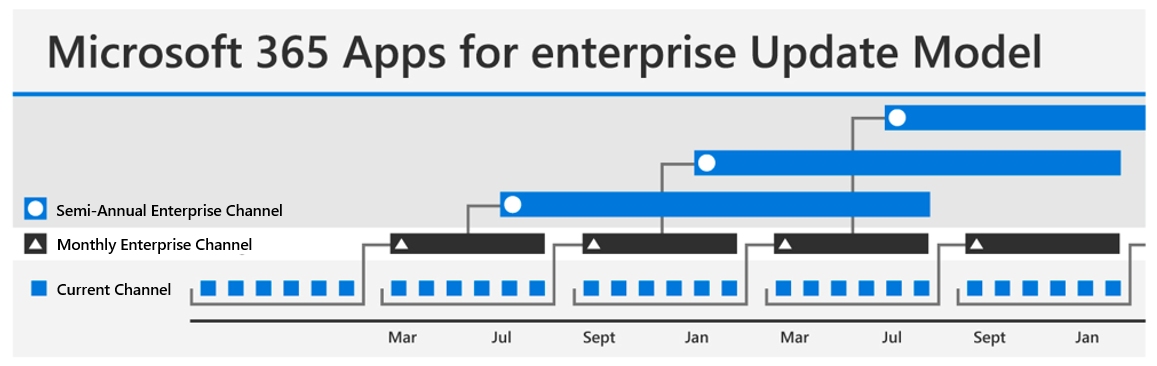 Microsoft 365 Apps for enterprise Update Model
Semi-Annual Enterprise Channel
Monthly Enterprise Channel
Current Channel
Mar Jul Sept Jan Mar Jul Sept Jan